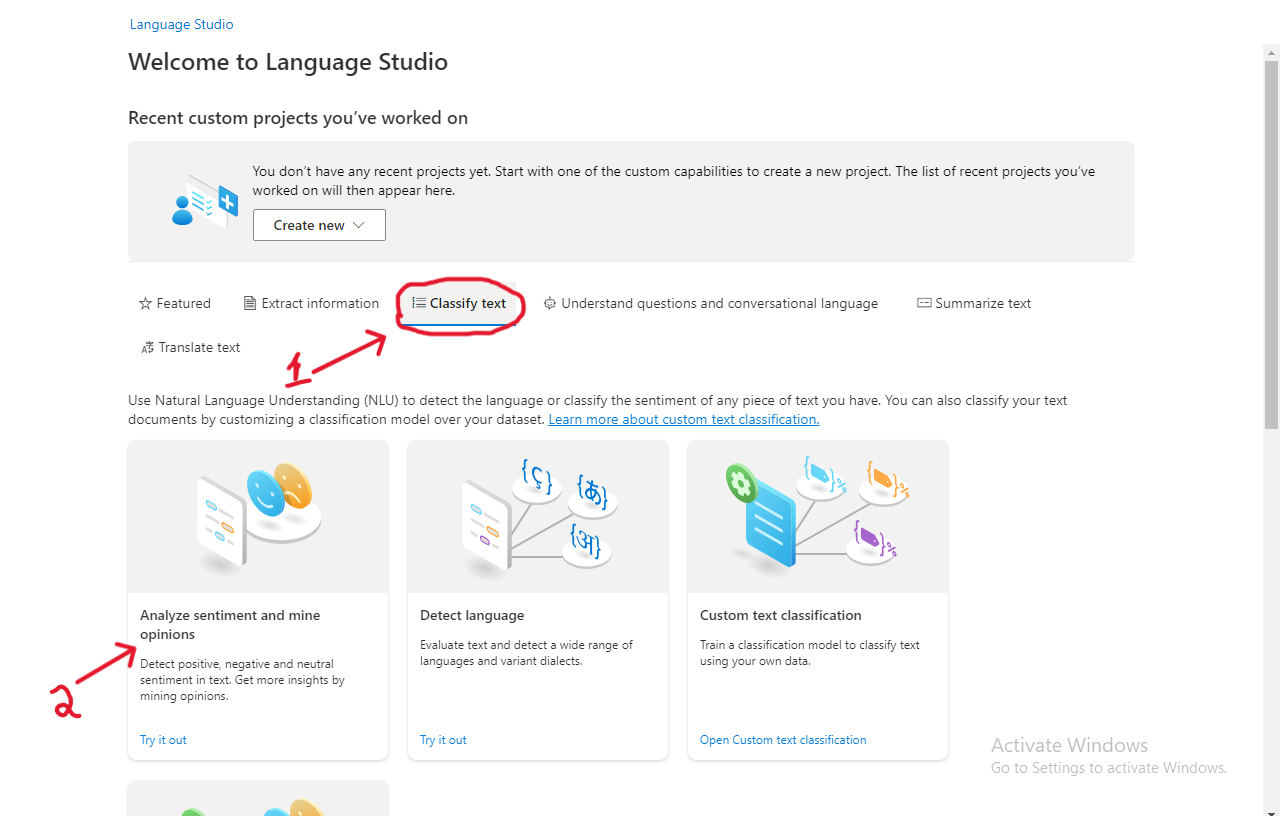 Language Studio
Welcome to Language Studio
Recent custom projects you've worked on
You don't have any recent projects yet. Start with one of the custom capabilities to create a new project. The list of recent projects you've
worked on will then appear here.
Create new
Featured
Extract information
Classify text
Understand questions and conversational language
Summarize text
Translate text
1
Use Natural Language Understanding (NLU) to detect the language or classify the sentiment of any piece of text you have. You can also classify your text
documents by customizing a classification model over your dataset. Learn more about custom text classification.
{ç}
{あ}
{अ}
%
%
%
Analyze sentiment and mine
opinions
Detect positive, negative and neutral
sentiment in text. Get more insights by
mining opinions.
Try it out
2
Detect language
Evaluate text and detect a wide range of
languages and variant dialects.
Try it out
Custom text classification
Train a classification model to classify text
using your own data.
Open Custom text classification
Activate Windows
Go to Settings to activate Windows.